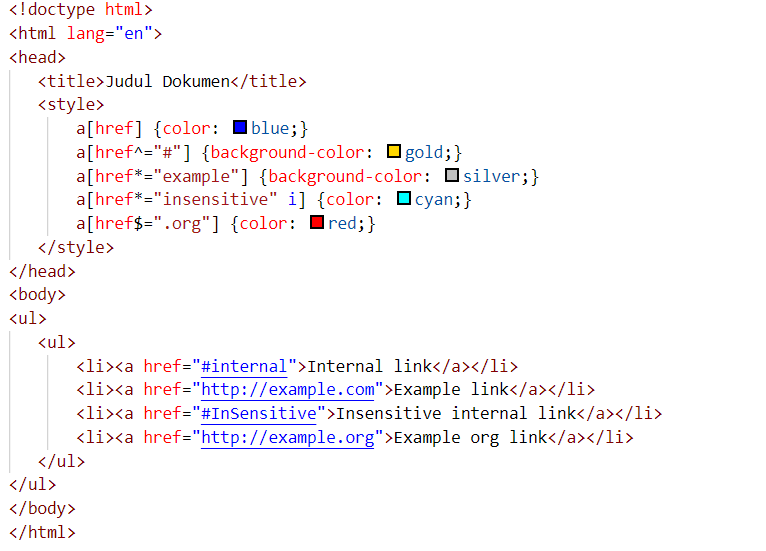 <!doctype html>
<html lang="en">
<head>
<title>Judul Dokumen</title>
<style>
a[href] {color: blue;}
a[href^="#"] {background-color: gold;}
a[href*="example"] {background-color: silver;}
a[href*="insensitive" i] {color: cyan;}
a[href$=".org"] {color: red;}
</style>
</head>
<body>
<ul>
<ul>
<li><a href="#internal">Internal link</a></li>
<li><a href="http://example.com">Example link</a></li>
<li><a href="#InSensitive">Insensitive internal link</a></li>
<li><a href="http://example.org">Example org link</a></li>
</ul>
</ul>
</body>
</html>